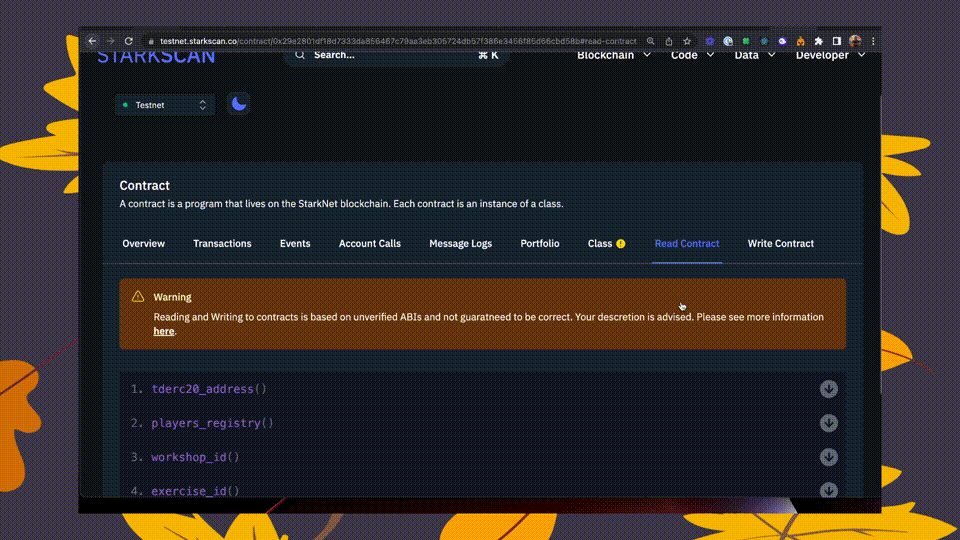 testnet.starkscan.co/contract/0x29e2801df18d7333da856467c79aa3eb305724db57f386e3456f85d66cbd58b#read-contract
STARKSCAN
Search...
⌘ K
Blockchain
Code
Data
Developer
Testnet
Contract
A contract is a program that lives on the StarkNet blockchain. Each contract is an instance of a class.
Overview
Transactions
Events
Account Calls
Message Logs
Portfolio
Class
Read Contract
Write Contract
Warning
Reading and Writing to contracts is based on unverified ABIs and not guaratneed to be correct. Your descretion is advised. Please see more information
here.
1. tderc20_address()
2. players_registry()
3. workshop_id()
4. exercise_id()